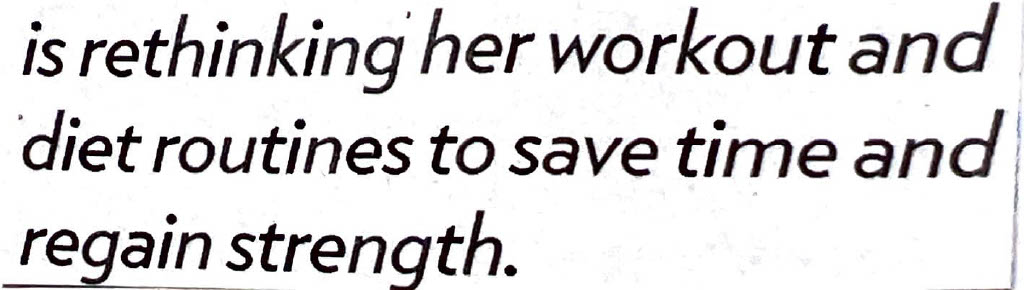 is rethinking her workout and
diet routines to save time and
regain strength.